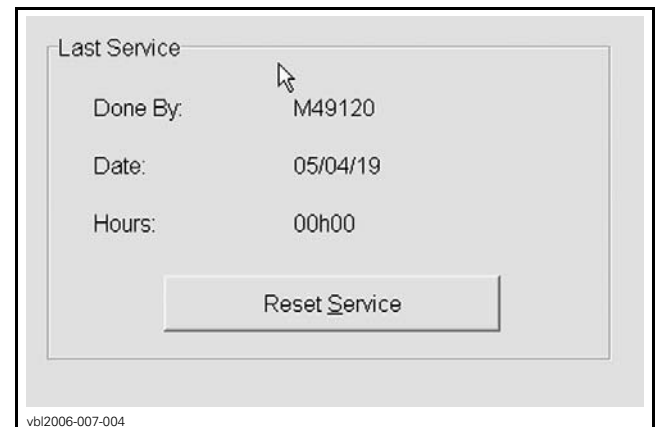 Last Service
Done By: M49120
Date: 05/04/19
Hours: 00h00
Reset Service
vbl2006-007-004